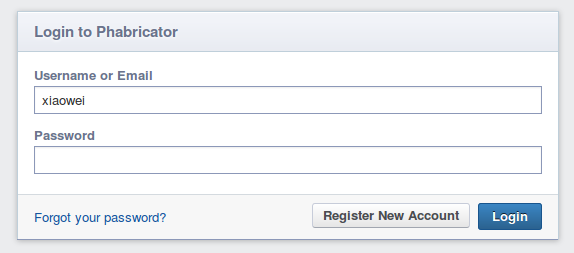 Login to Phabricator
Username or Email
xiaowei
Password
Forgot your password?
Register New Account
Login